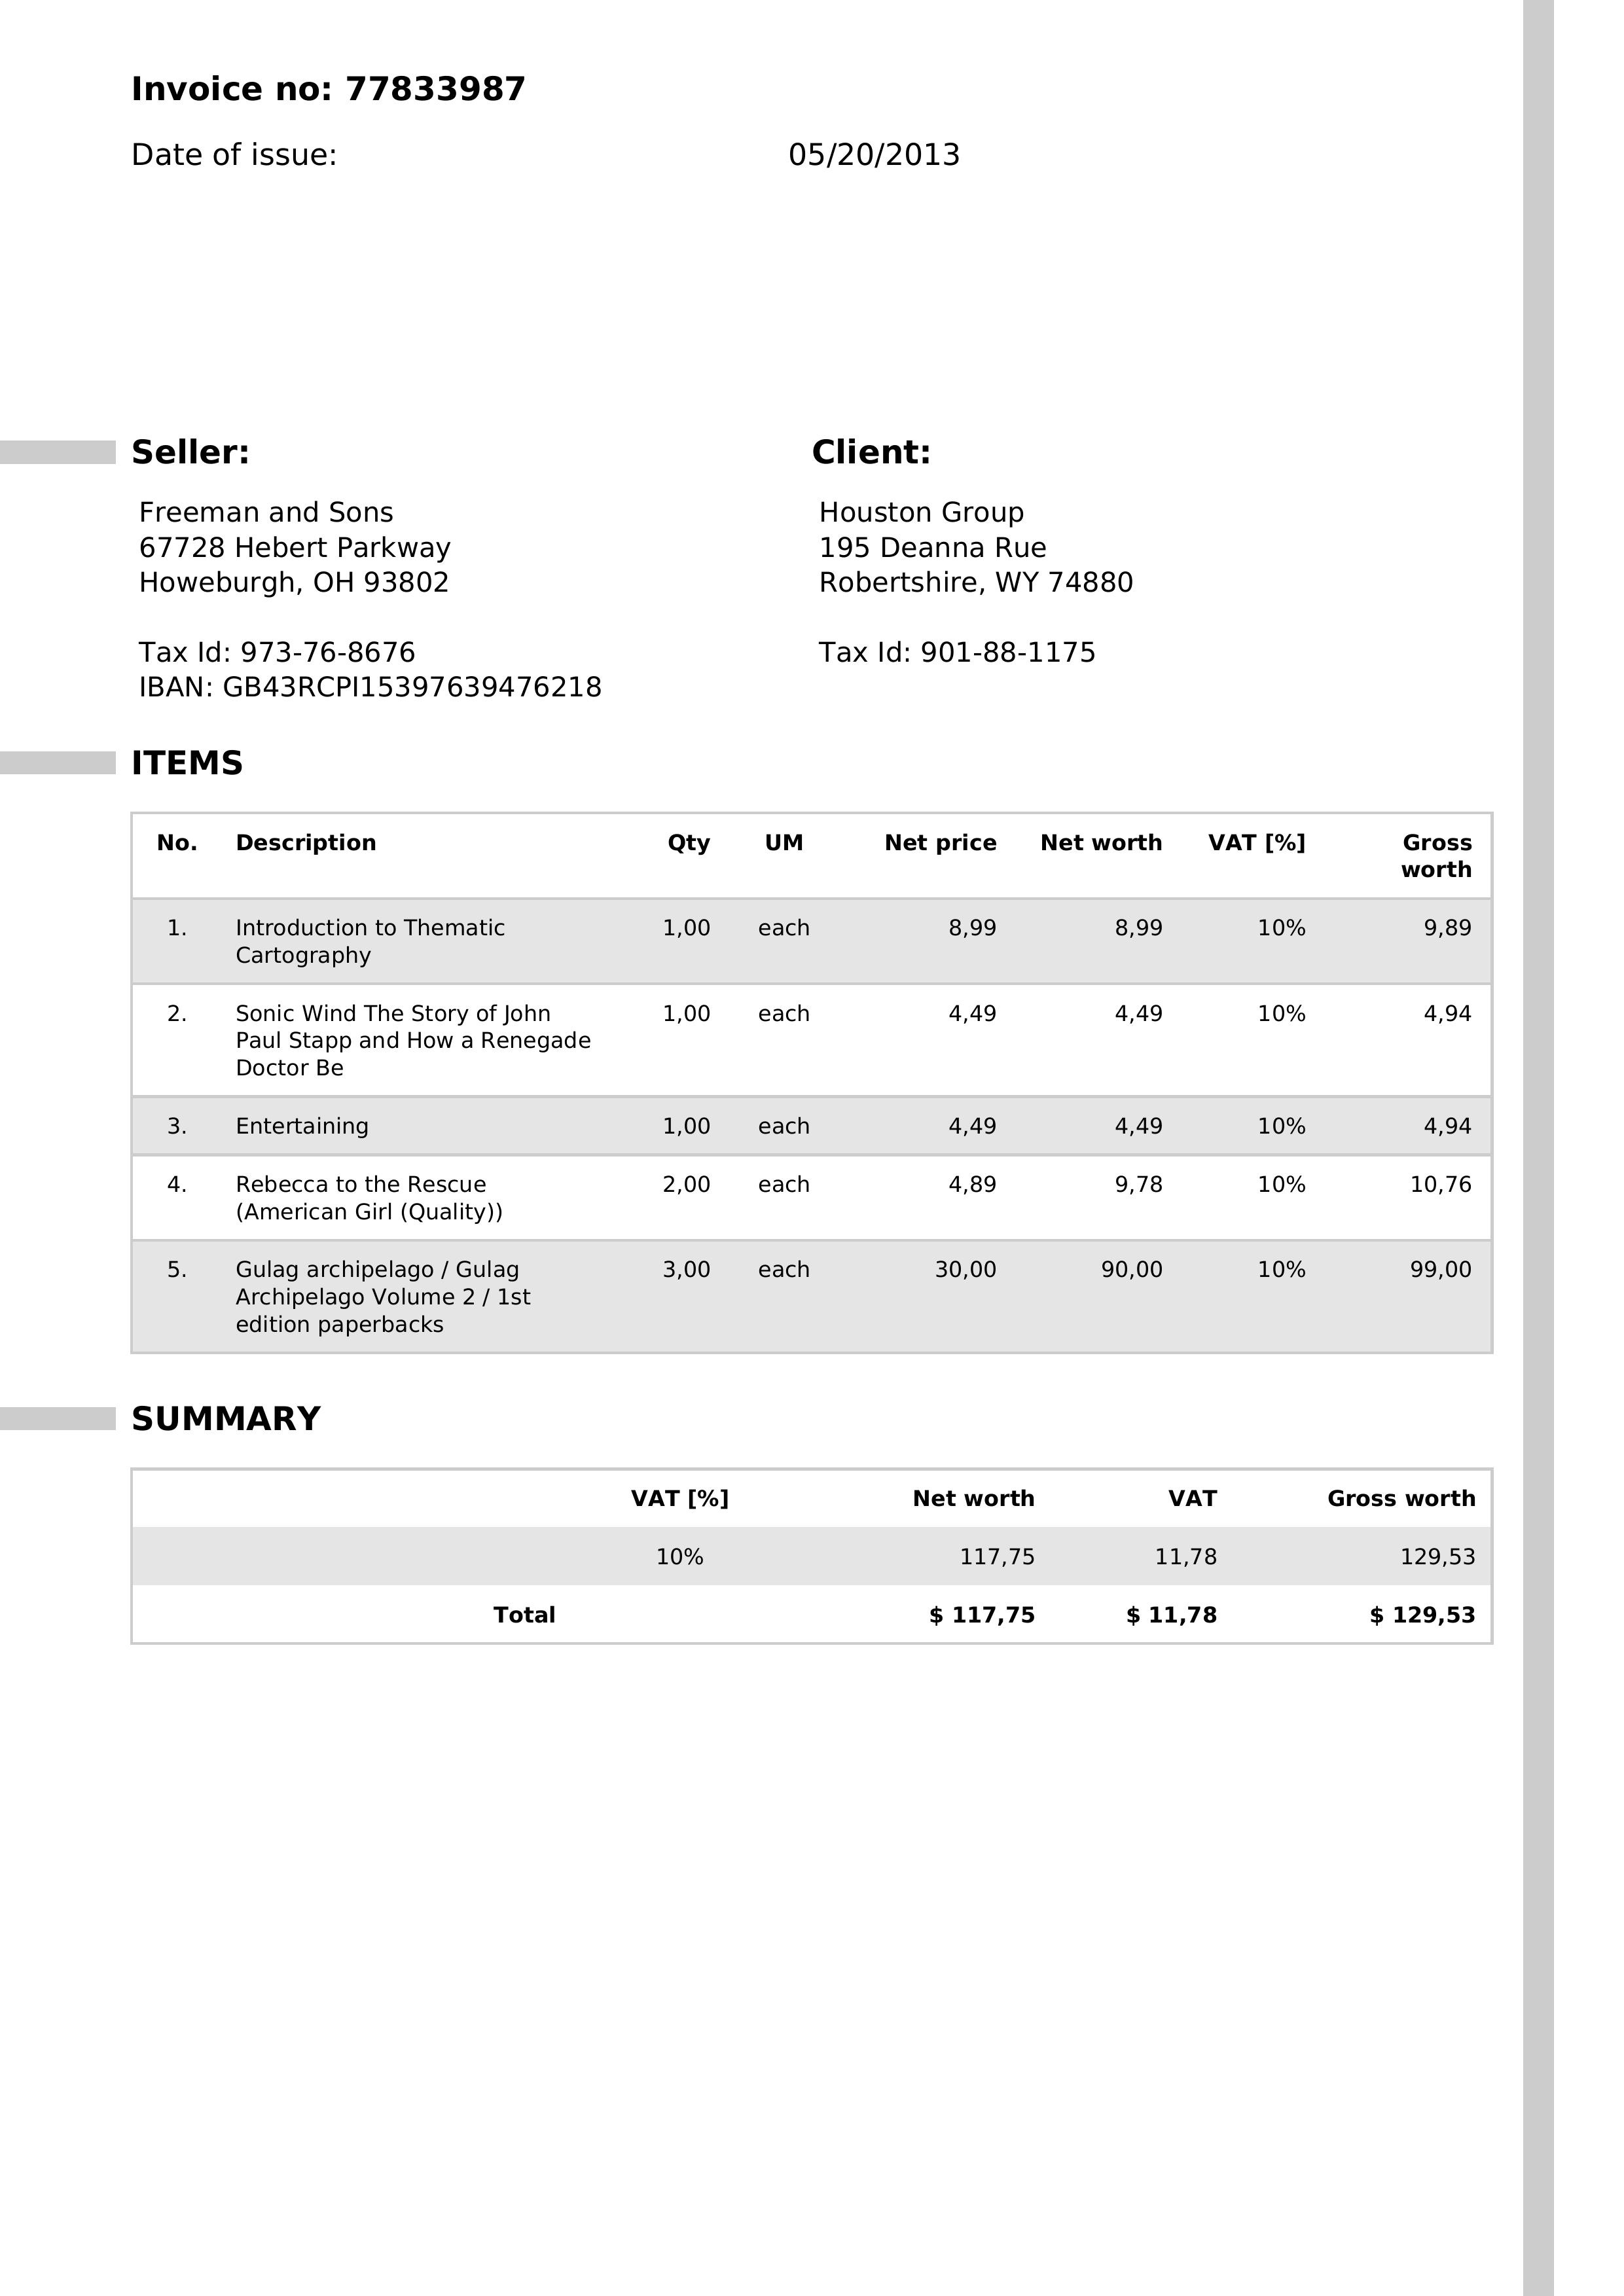 Invoice no: 77833987
Date of issue: 05/20/2013
Seller: Client:
Freeman and Sons Houston Group
67728 Hebert Parkway 195 Deanna Rue
Howeburgh, OH 93802 Robertshire, WY 74880
Tax Id: 973-76-8676 Tax Id: 901-88-1175
IBAN: GB43RCPI15397639476218
ITEMS
No. Description Qty UM Net price Net worth VAT [%] Gross
worth
1. Introduction to Thematic 1,00 each 8,99 8,99 10% 9,89
Cartography
2. Sonic Wind The Story of John 1,00 each 4,49 4,49 10% 4,94
Paul Stapp and How a Renegade
Doctor Be
3. Entertaining 1,00 each 4,49 4,49 10% 4,94
4. Rebecca to the Rescue 2,00 each 4,89 9,78 10% 10,76
(American Girl (Quality))
5. Gulag archipelago / Gulag 3,00 each 30,00 90,00 10% 99,00
Archipelago Volume 2 / 1st
edition paperbacks
SUMMARY
VAT [%] Net worth VAT Gross worth
10% 117,75 11,78 129,53
Total $ 117,75 $ 11,78 $ 129,53